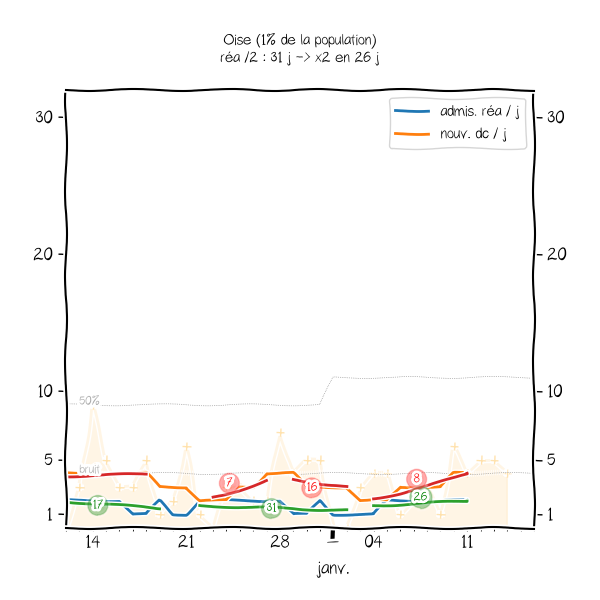 Oise (1% de la population)
réa /2 : 31 j -> x2 en 26 j
admis. réa / j
nouv. dc / j
30 30
20 20
10 10
50%
5 5
bruit
7 16 8
17 31 26
1 1
14 21 28 1 04 11
janv.